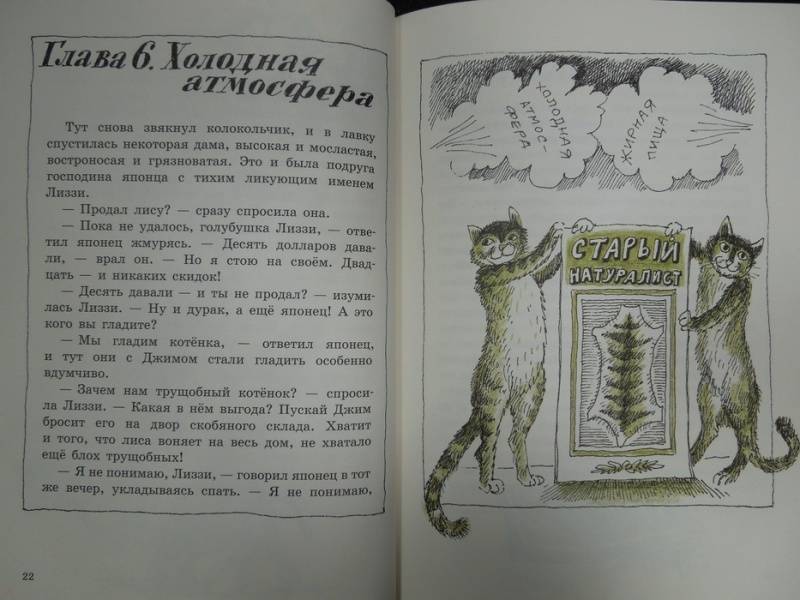 Глава 6. Холодная
атмосфера
Тут снова звякнул колокольчик, и в лавку
спустилась некоторая дама, высокая и мосластая,
востроносая и грязноватая. Это и была подруга
господина японца с тихим ликующим именем
Лиззи.
— Продал лису? — сразу спросила она.
— Пока не удалось, голубушка Лиззи, — отве-
тил японец жмурясь. — Десять долларов дава-
ли, — врал он. — Но я стою на своём. Двад-
цать — и никаких скидок!
— Десять давали — и ты не продал? — изуми-
лась Лиззи. — Ну и дурак, а ещё японец! А это
кого вы гладите?
— Мы гладим котёнка, — ответил японец,
и тут они с Джимом стали гладить особенно
вдумчиво.
— Зачем нам трущобный котёнок? — спроси-
ла Лиззи. — Какая в нём выгода? Пускай Джим
бросит его на двор скобяного склада. Хватит
и того, что лиса воняет на весь дом, не хватало
ещё блох трущобных!
— Я не понимаю, Лиззи, — говорил японец в тот
же вечер, укладываясь спать. — Я не понимаю,
22
ХОЛОДНАЯ
АТМОС-
ФЕРА
ЖИРНАЯ
ПИЩА
СТАРЫЙ
НАТУРАЛИСТ